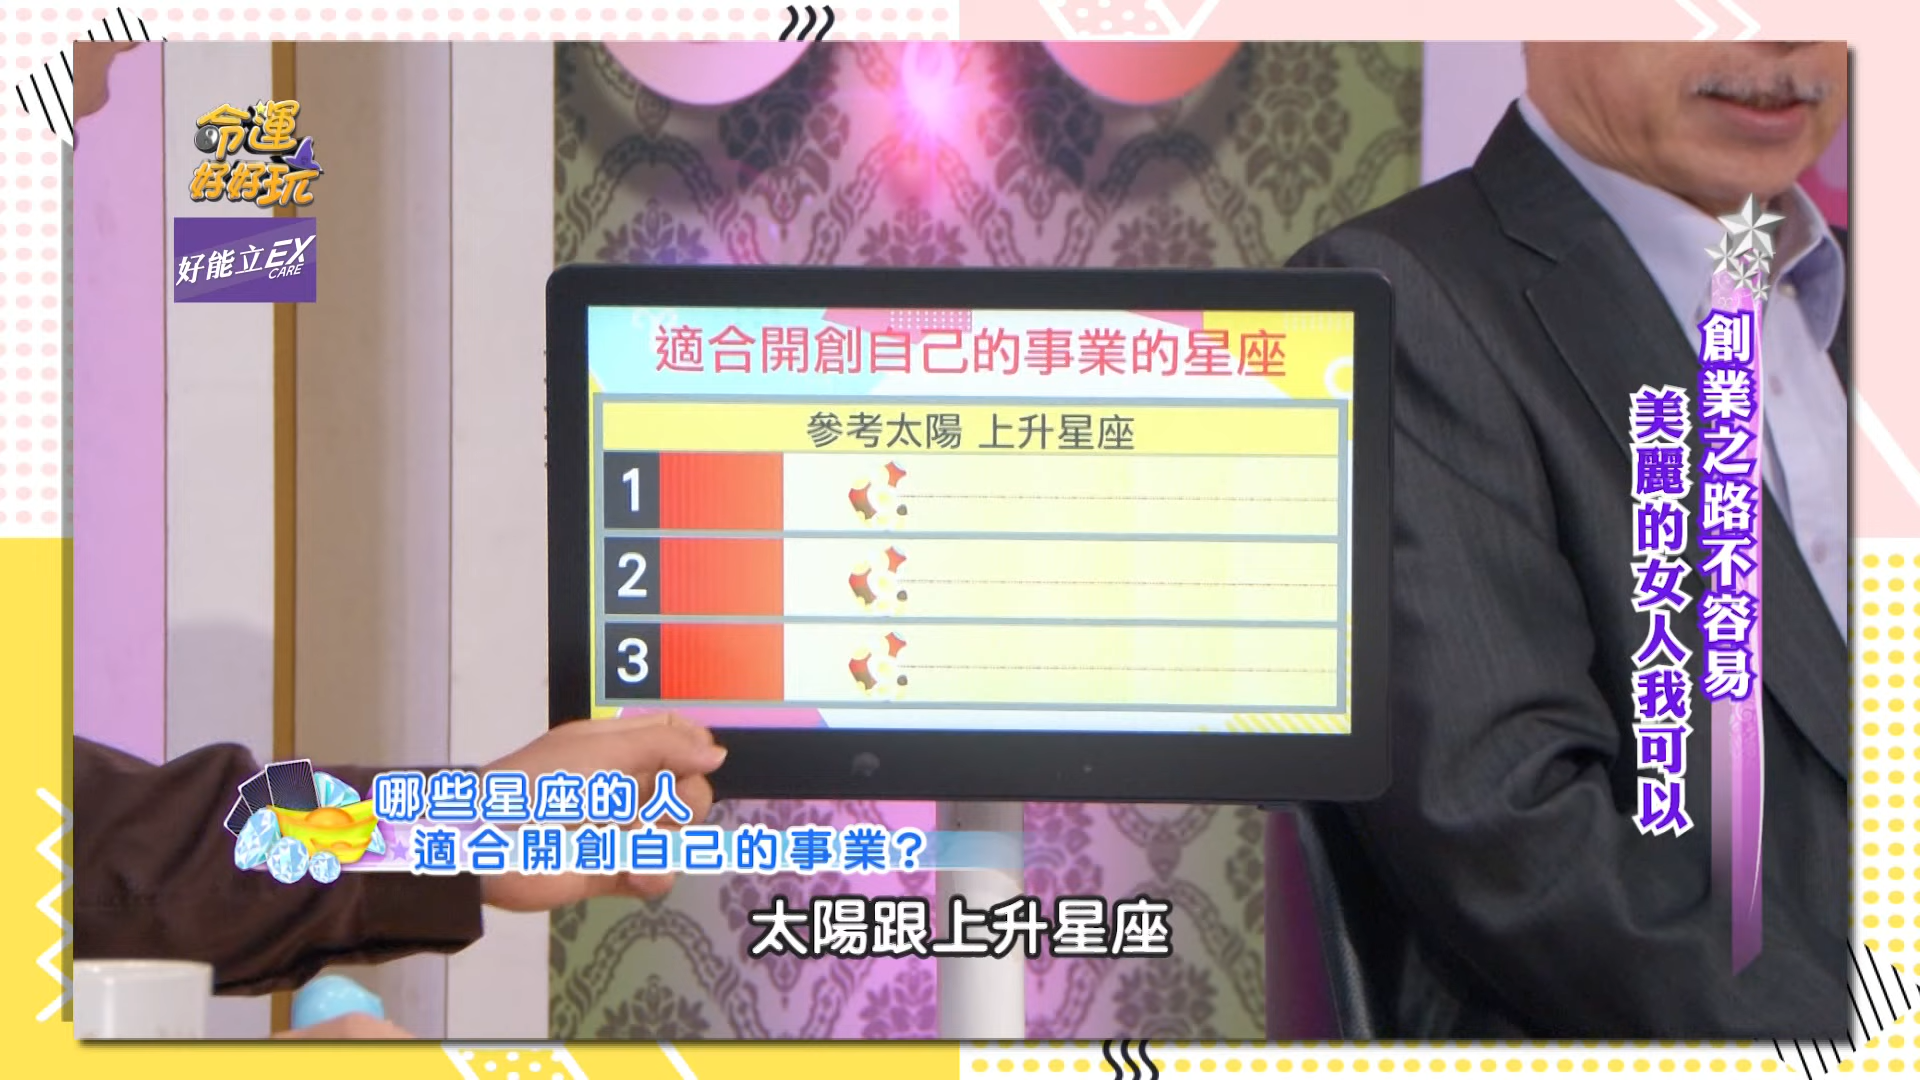 命運
好好玩
好能立EX
CARE
適合開創自己的事業的星座
參考太陽 上升星座
1
2
3
創業之路不容易
美麗的女人我可以
哪些星座的人
適合開創自己的事業?
太陽跟上升星座